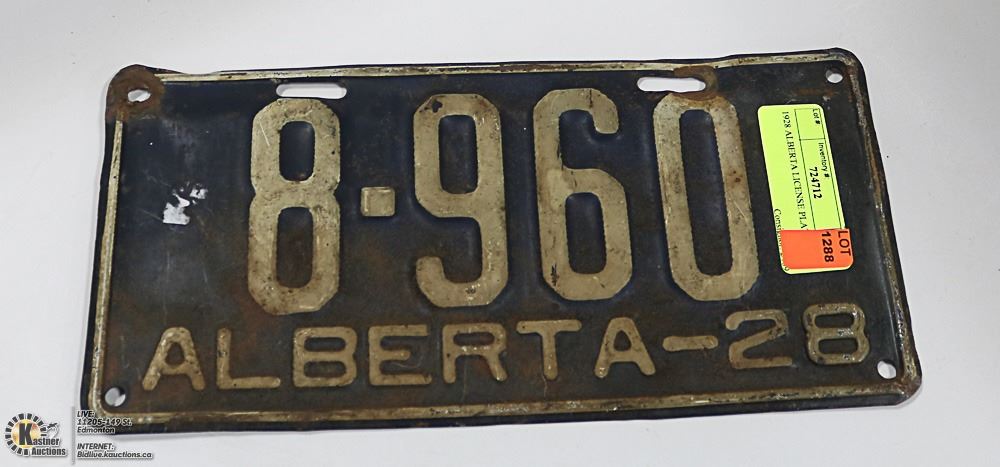 8-960
ALBERTA-28
Lot #: Inventory #
724712
1928 ALBERTA LICENSE PLA
LOT
1288
Kastner
Auctions
LIVE:
11205-149 St.
Edmonton
INTERNET:
Bidlive.kauctions.ca